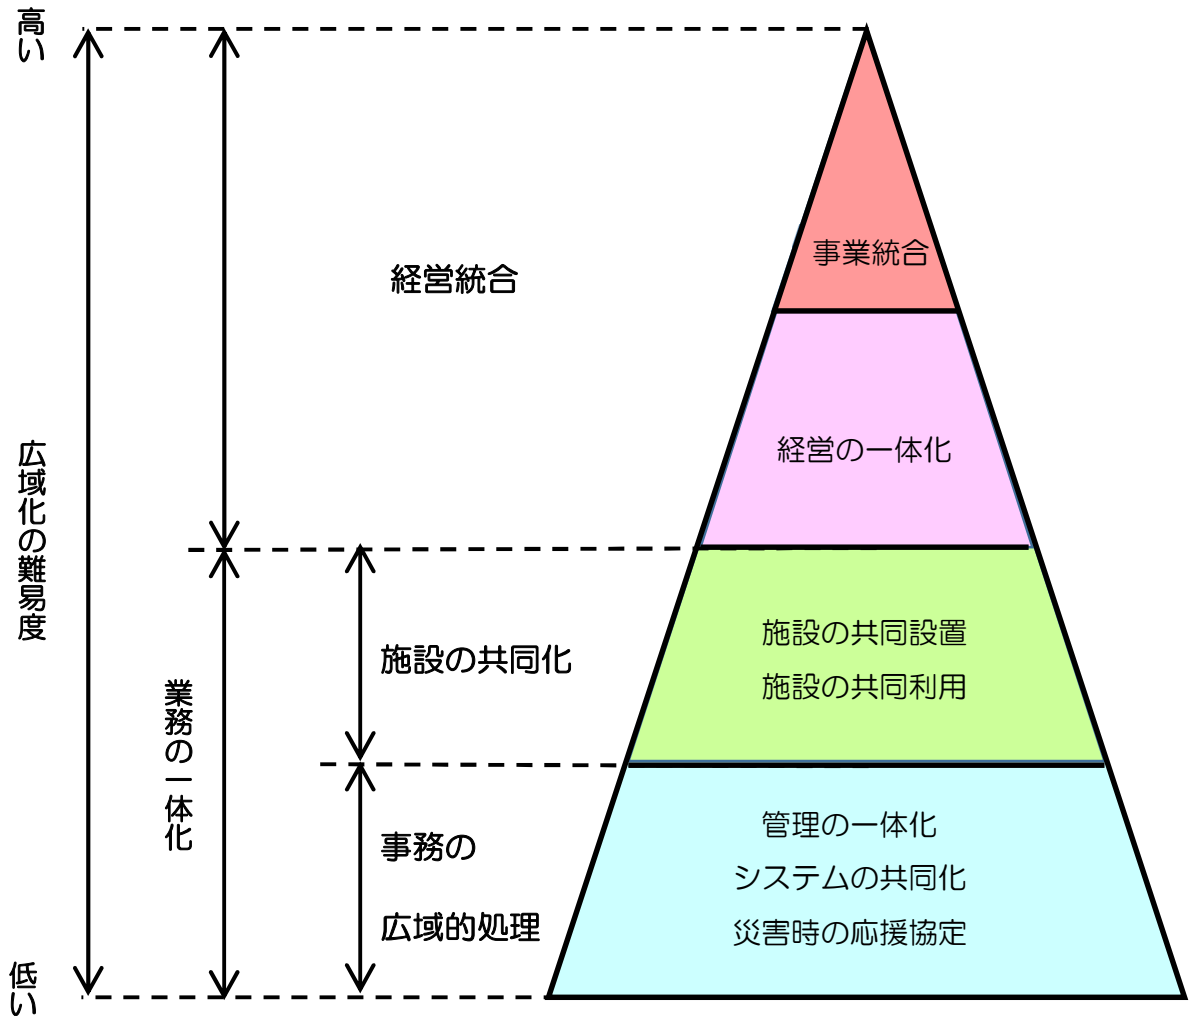 高い
事業統合
経営統合
経営の一体化
広域化の難易度
施設の共同設置
施設の共同化
施設の共同利用
業務の一体化
管理の一体化
事務の
システムの共同化
広域的処理
災害時の応援協定
低い